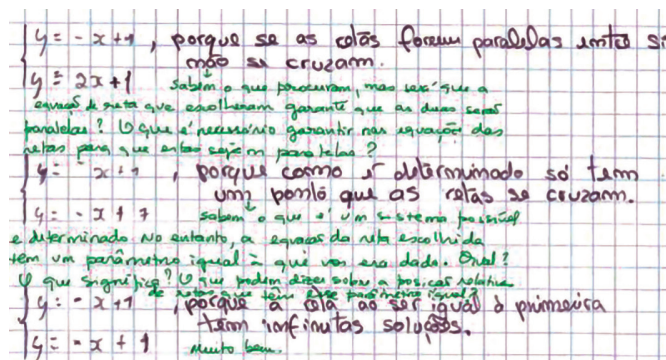 y = - x + 1 , porque se as retas forem paralelas entre si
não se cruzam.
y = 2x + 1 sabem o que procuram, mas será que a
equação de reta que escolheram garante que as duas serão
paralelas? O que é necessário garantir nas equações das
retas para que estas sejam paralelas?
y = - x + 1 , porque como é determinado só tem
um ponto que as retas se cruzam.
y = - x + 7 sabem o que é um sistema possível
e determinado No entanto, a equação da reta escolhida
tem um parâmetro igual à que vos era dada. Qual?
O que significa? O que podem dizer sobre a posição relativa
de retas que têm esse parâmetro igual?
y = - x + 1 , porque a reta ao ser igual à primeira
têm infinitas soluções.
y = - x + 1 Muito bem.